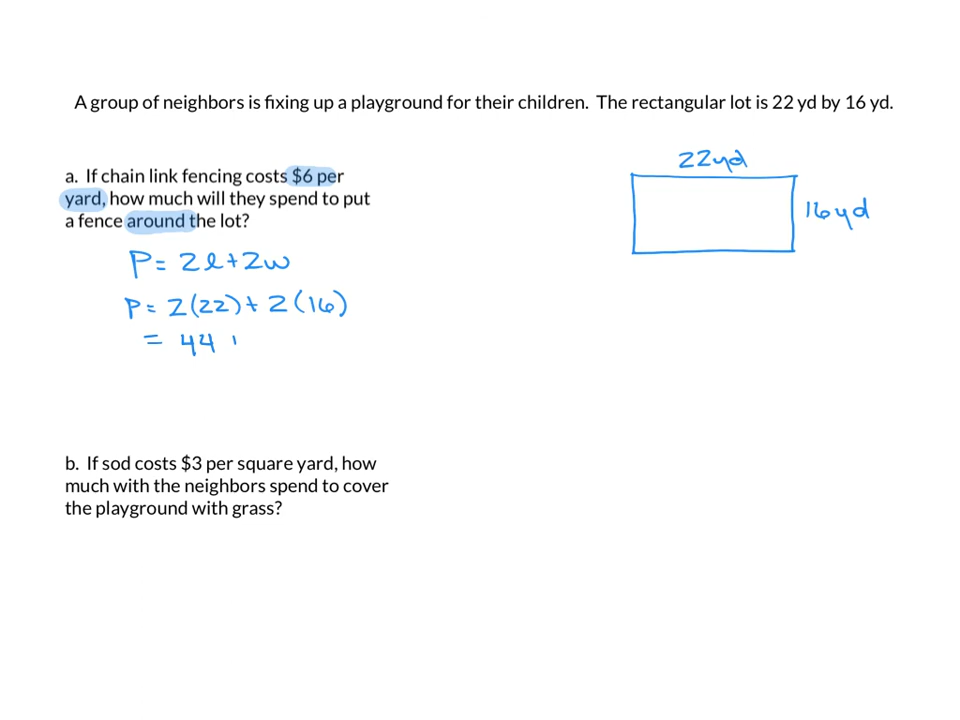 A group of neighbors is fixing up a playground for their children. The rectangular lot is 22 yd by 16 yd.
22yd
16yd
a. If chain link fencing costs $6 per
yard, how much will they spend to put
a fence around the lot?
P = 2l+2w
P = 2(22)+2(16)
= 44
b. If sod costs $3 per square yard, how
much with the neighbors spend to cover
the playground with grass?